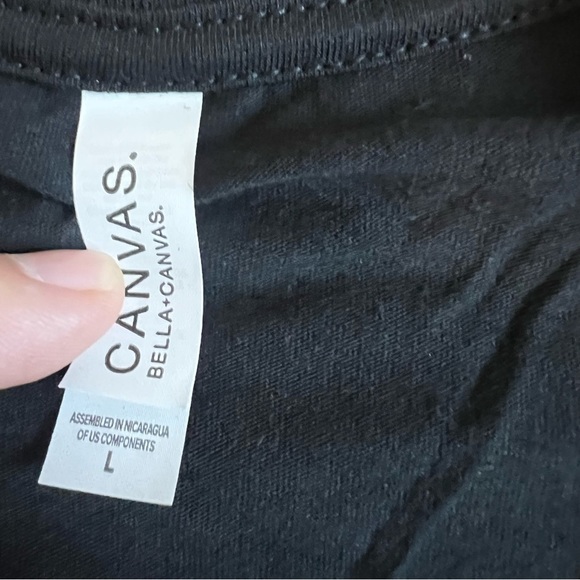 CANVAS.
BELLA+CANVAS.
ASSEMBLED IN NICARAGUA
OF US COMPONENTS
L